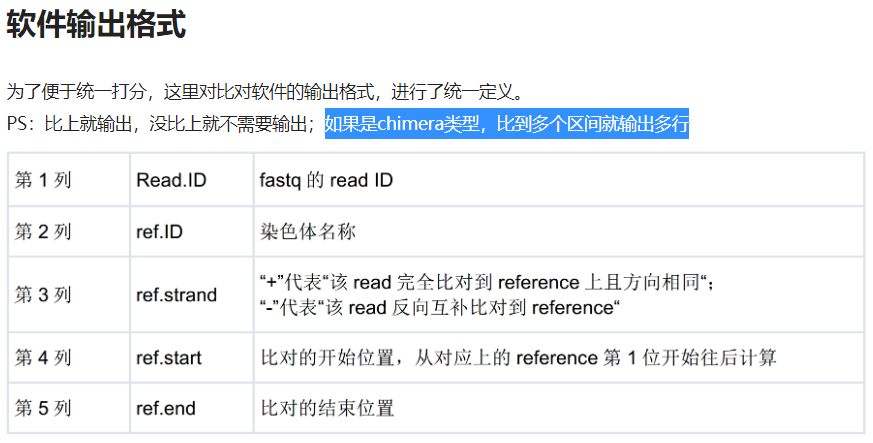 软件输出格式
为了便于统一打分，这里对比对软件的输出格式，进行了统一定义。
PS：比上就输出，没比上就不需要输出；如果是chimera类型，比到多个区间就输出多行
第 1 列 Read.ID fastq 的 read ID
第 2 列 ref.ID 染色体名称
第 3 列 ref.strand “+”代表“该 read 完全比对到 reference 上且方向相同“；
“-”代表“该 read 反向互补比对到 reference“
第 4 列 ref.start 比对的开始位置，从对应上的 reference 第 1 位开始往后计算
第 5 列 ref.end 比对的结束位置